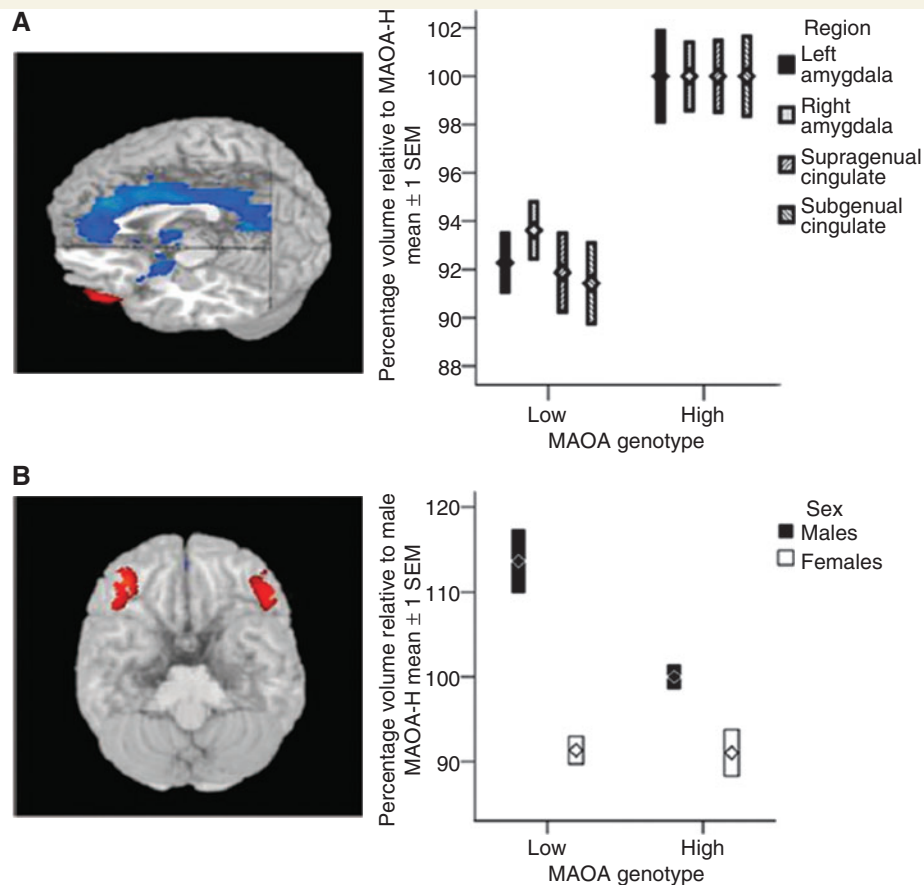 A
Percentage volume relative to MAOA-H
mean ± 1 SEM
102
100
98
96
94
92
90
88
Low
High
MAOA genotype
Region
Left
amygdala
Right
amygdala
Supragenual
cingulate
Subgenual
cingulate
B
Percentage volume relative to male
MAOA-H mean ± 1 SEM
120
110
100
90
Low
High
MAOA genotype
Sex
Males
Females